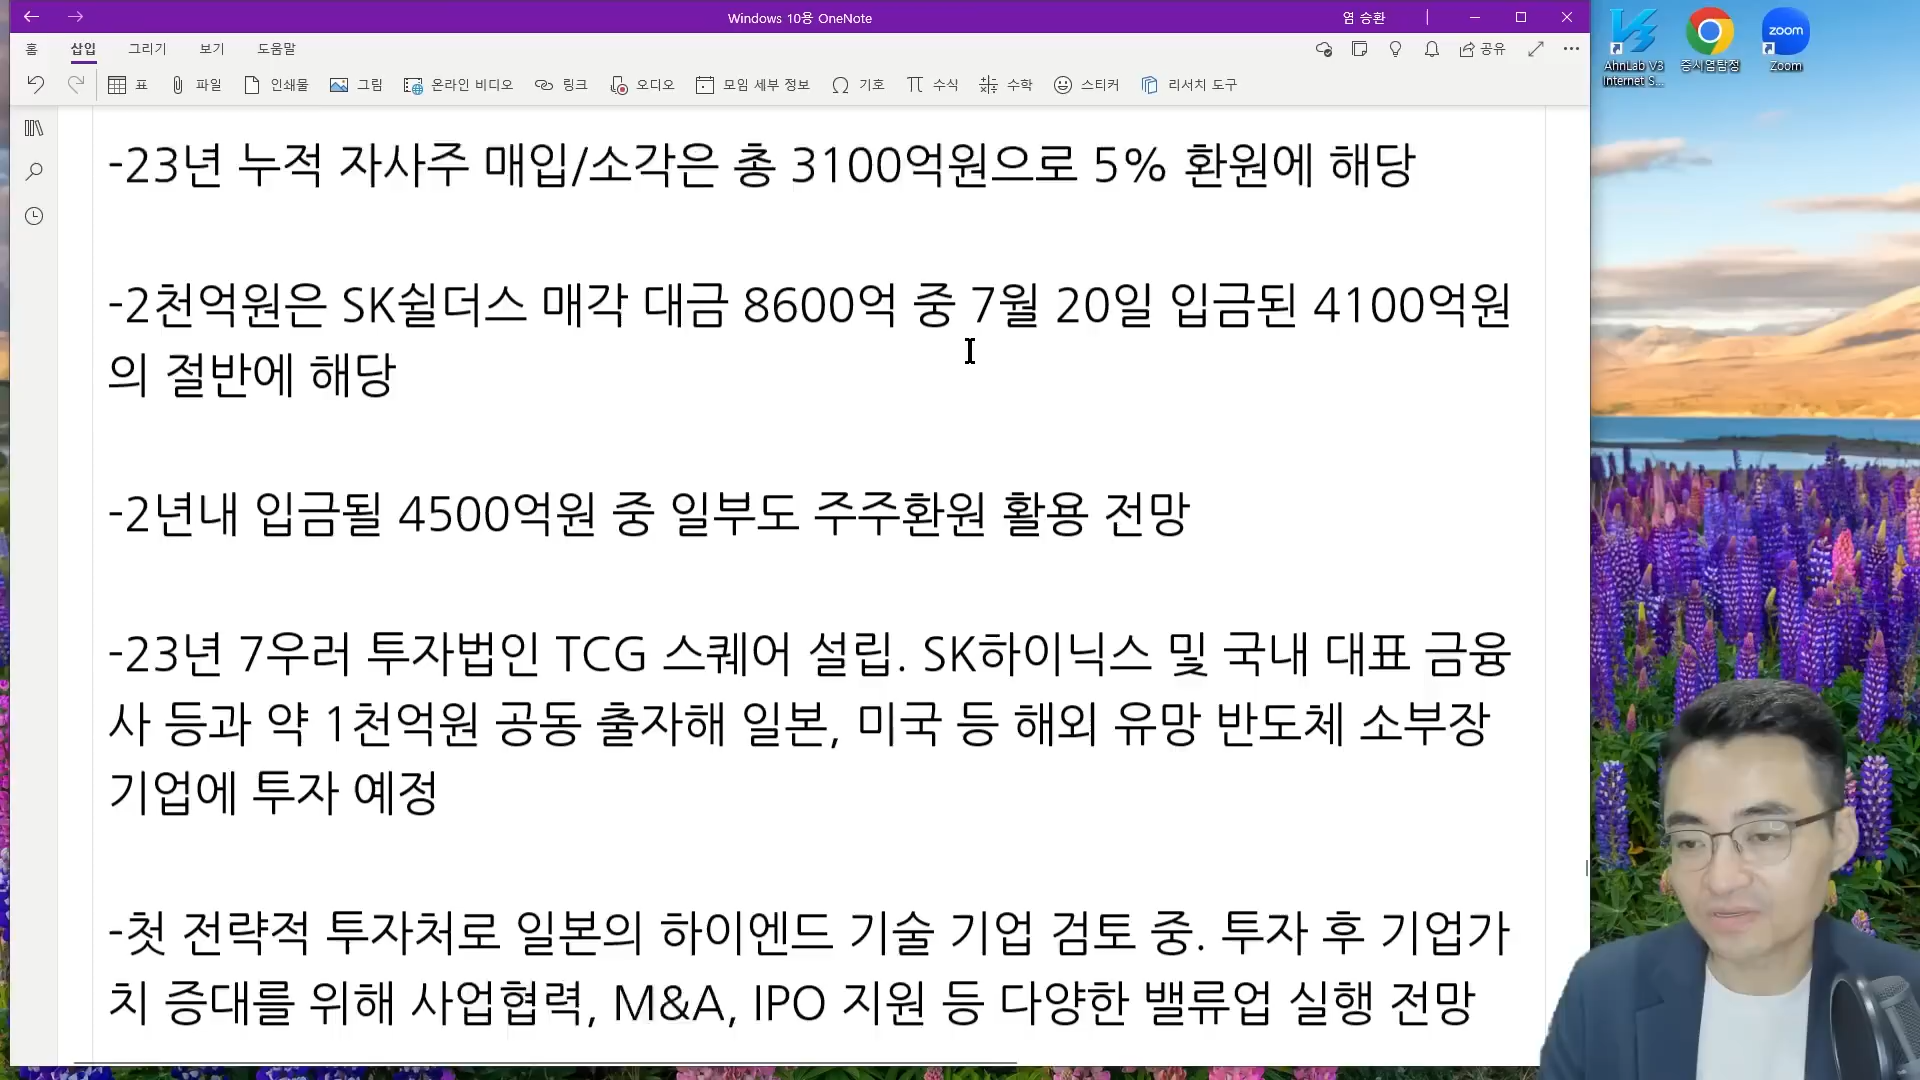 Windows 10용 OneNote
염 승환
홈 삽입 그리기 보기 도움말
공유
표 파일 인쇄물 그림 온라인 비디오 링크 오디오 모임 세부 정보 기호 수식 수학 스티커 리서치 도구
-23년 누적 자사주 매입/소각은 총 3100억원으로 5% 환원에 해당
-2천억원은 SK쉴더스 매각 대금 8600억 중 7월 20일 입금된 4100억원
의 절반에 해당
-2년내 입금될 4500억원 중 일부도 주주환원 활용 전망
-23년 7우러 투자법인 TCG 스퀘어 설립. SK하이닉스 및 국내 대표 금융
사 등과 약 1천억원 공동 출자해 일본, 미국 등 해외 유망 반도체 소부장
기업에 투자 예정
-첫 전략적 투자처로 일본의 하이엔드 기술 기업 검토 중. 투자 후 기업가
치 증대를 위해 사업협력, M&A, IPO 지원 등 다양한 밸류업 실행 전망
AhnLab V3
Internet S...
증시염탐정
zoom
Zoom